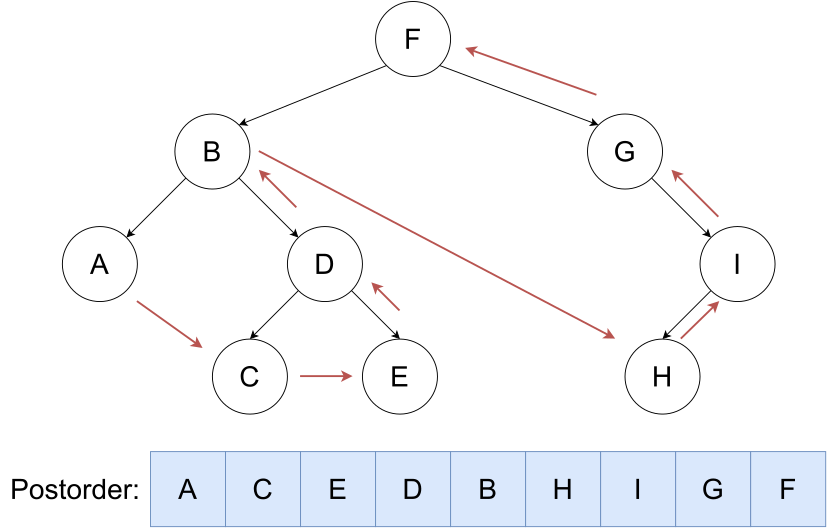 F
B G
A D I
C E H
Postorder: A C E D B H I G F